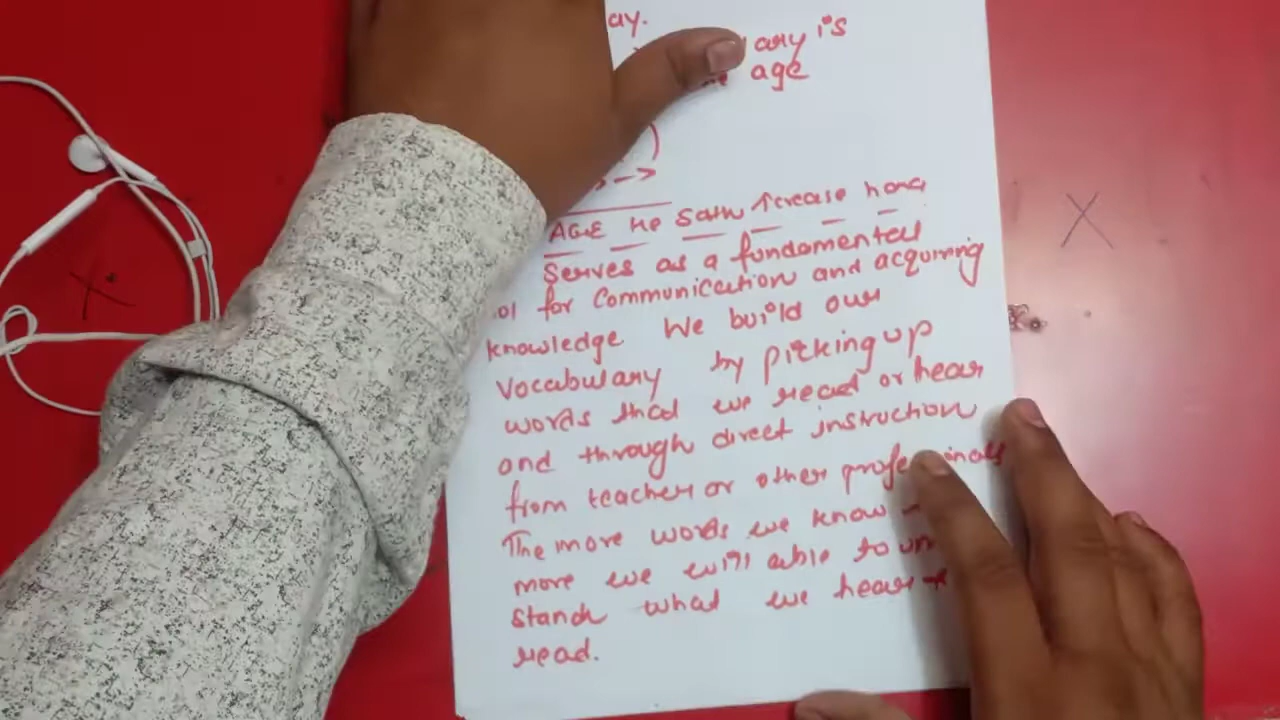 ay.
ary is
age
AGE ke Sath Increase hona
Serves as a fundamental
ol for Communication and acquiring
knowledge We build our
Vocabulary by picking up
words that we read or hear
and through direct instruction
from teacher or other professionals
The more words we know
more we will able to un
stand what we hear +
read.